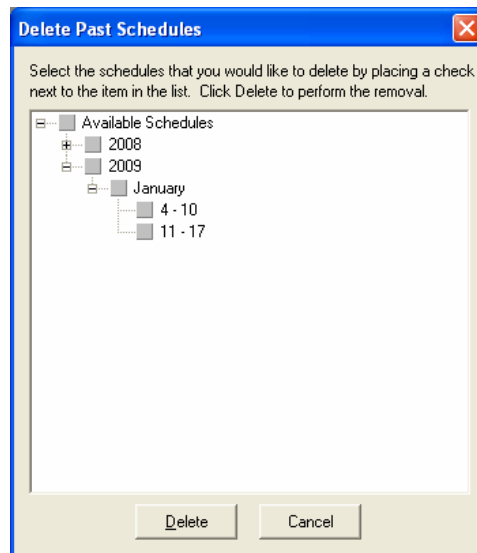 Delete Past Schedules
Select the schedules that you would like to delete by placing a check
next to the item in the list. Click Delete to perform the removal.
Available Schedules
2008
2009
January
4 - 10
11 - 17
Delete
Cancel